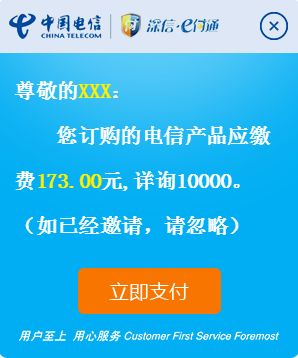 中国电信 深信·e付通
CHINA TELECOM
尊敬的XXX：
您订购的电信产品应缴
费173.00元,详询10000。
（如已经邀请，请忽略）
立即支付
用户至上 用心服务 Customer First Service Foremost